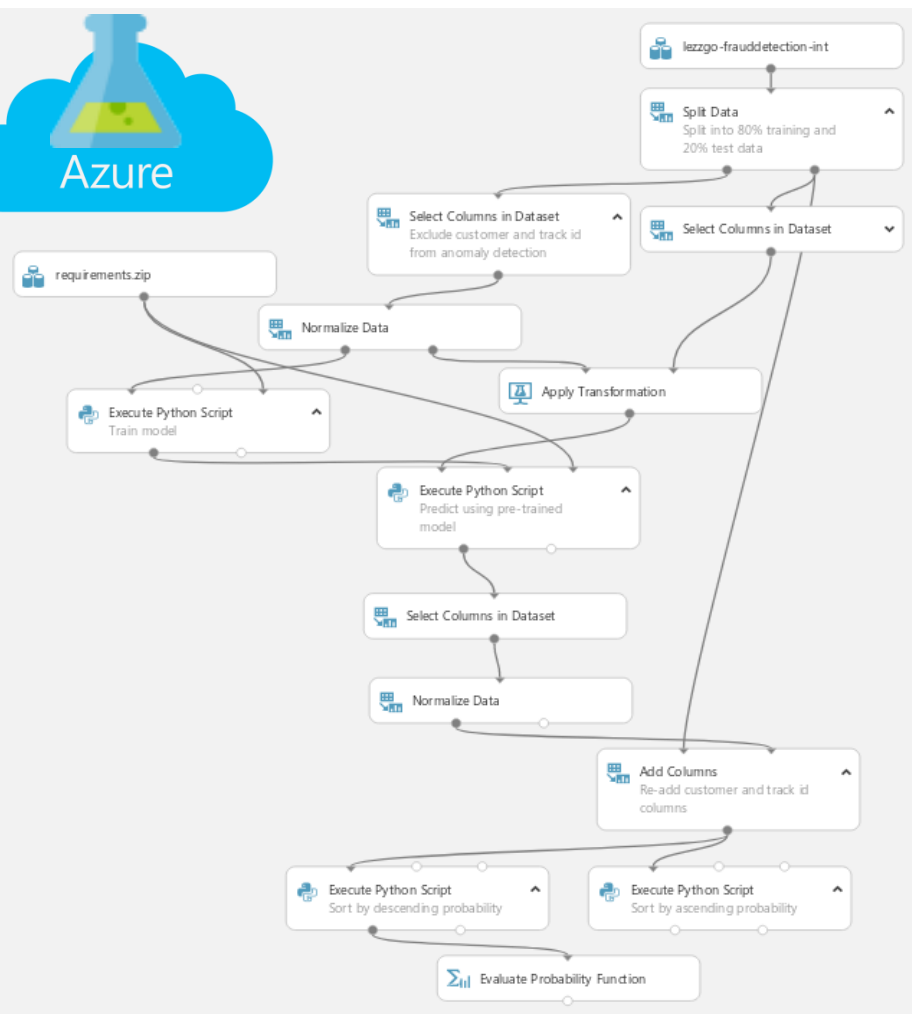 Azure
lezzgo-frauddetection-int
Split Data
Split into 80% training and
20% test data
Select Columns in Dataset
Exclude customer and track id
from anomaly detection
Select Columns in Dataset
requirements.zip
Normalize Data
Apply Transformation
Execute Python Script
Train model
Execute Python Script
Predict using pre-trained
model
Select Columns in Dataset
Normalize Data
Add Columns
Re-add customer and track id
columns
Execute Python Script
Sort by descending probability
Execute Python Script
Sort by ascending probability
Evaluate Probability Function